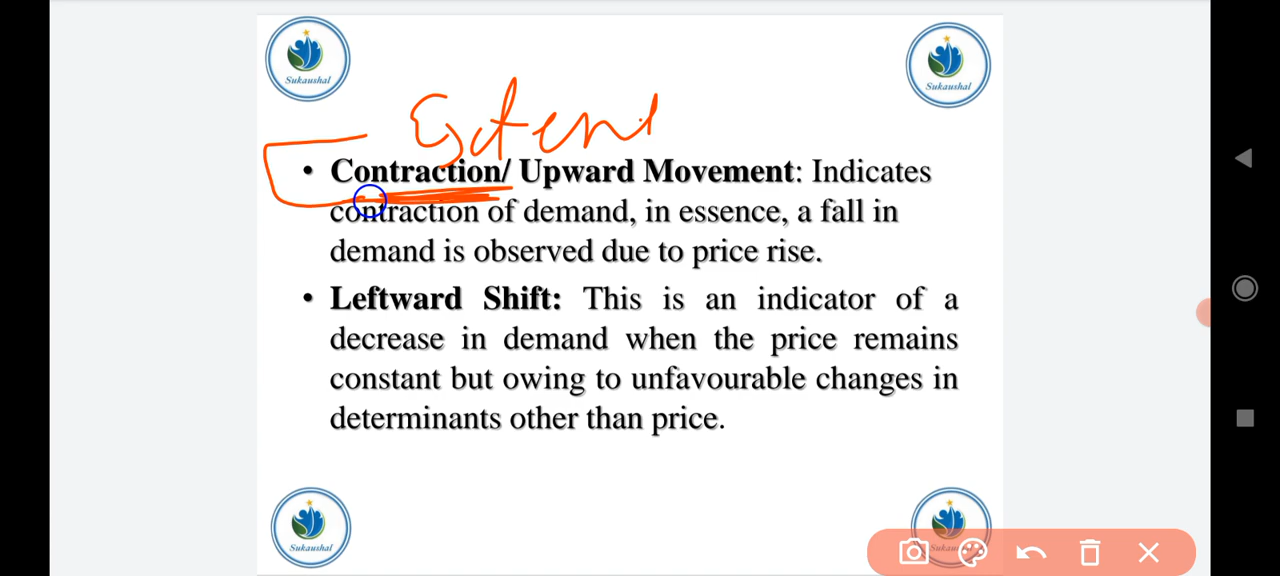 Sukaushal
Sukaushal
Extem
• Contraction/ Upward Movement: Indicates
contraction of demand, in essence, a fall in
demand is observed due to price rise.
• Leftward Shift: This is an indicator of a
decrease in demand when the price remains
constant but owing to unfavourable changes in
determinants other than price.
Sukaushal
Sukaushal